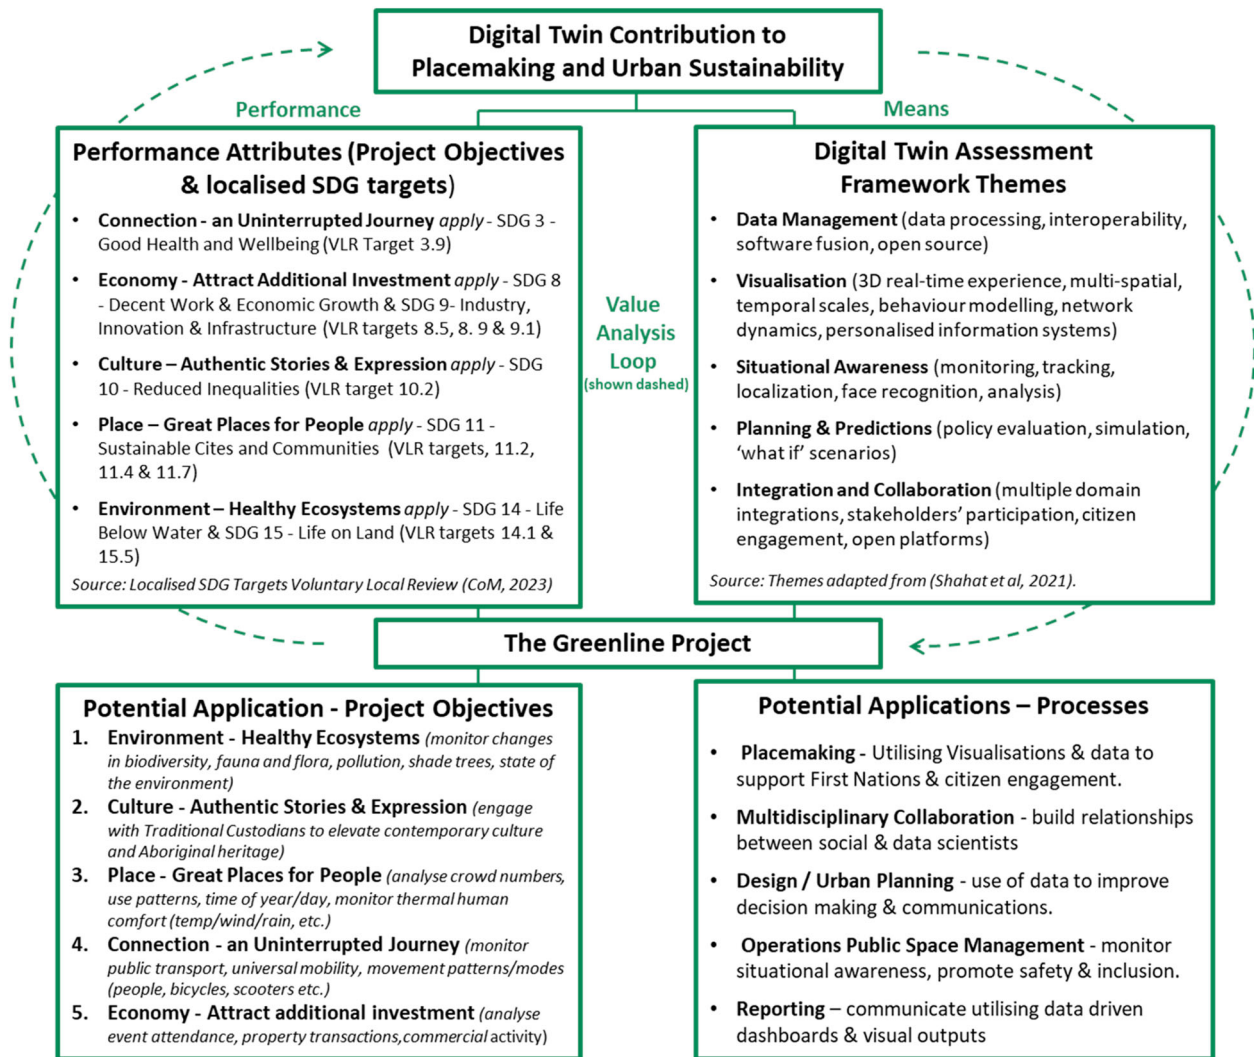 Digital Twin Contribution to
Placemaking and Urban Sustainability
Performance
Means
Performance Attributes (Project Objectives
& localised SDG targets)
• Connection - an Uninterrupted Journey apply - SDG 3 -
Good Health and Wellbeing (VLR Target 3.9)
• Economy - Attract Additional Investment apply - SDG 8
- Decent Work & Economic Growth & SDG 9- Industry,
Innovation & Infrastructure (VLR targets 8.5, 8. 9 & 9.1)
• Culture – Authentic Stories & Expression apply - SDG
10 - Reduced Inequalities (VLR target 10.2)
• Place – Great Places for People apply - SDG 11 -
Sustainable Cites and Communities (VLR targets, 11.2,
11.4 & 11.7)
• Environment – Healthy Ecosystems apply - SDG 14 - Life
Below Water & SDG 15 - Life on Land (VLR targets 14.1 &
15.5)
Source: Localised SDG Targets Voluntary Local Review (CoM, 2023)
Value
Analysis
Loop
(shown dashed)
Digital Twin Assessment
Framework Themes
• Data Management (data processing, interoperability,
software fusion, open source)
• Visualisation (3D real-time experience, multi-spatial,
temporal scales, behaviour modelling, network
dynamics, personalised information systems)
• Situational Awareness (monitoring, tracking,
localization, face recognition, analysis)
• Planning & Predictions (policy evaluation, simulation,
‘what if’ scenarios)
• Integration and Collaboration (multiple domain
integrations, stakeholders’ participation, citizen
engagement, open platforms)
Source: Themes adapted from (Shahat et al, 2021).
The Greenline Project
Potential Application - Project Objectives
1. Environment - Healthy Ecosystems (monitor changes
in biodiversity, fauna and flora, pollution, shade trees, state of
the environment)
2. Culture - Authentic Stories & Expression (engage
with Traditional Custodians to elevate contemporary culture
and Aboriginal heritage)
3. Place - Great Places for People (analyse crowd numbers,
use patterns, time of year/day, monitor thermal human
comfort (temp/wind/rain, etc.)
4. Connection - an Uninterrupted Journey (monitor
public transport, universal mobility, movement patterns/modes
(people, bicycles, scooters etc.)
5. Economy - Attract additional investment (analyse
event attendance, property transactions,commercial activity)
Potential Applications – Processes
• Placemaking - Utilising Visualisations & data to
support First Nations & citizen engagement.
• Multidisciplinary Collaboration - build relationships
between social & data scientists
• Design / Urban Planning - use of data to improve
decision making & communications.
• Operations Public Space Management - monitor
situational awareness, promote safety & inclusion.
• Reporting – communicate utilising data driven
dashboards & visual outputs